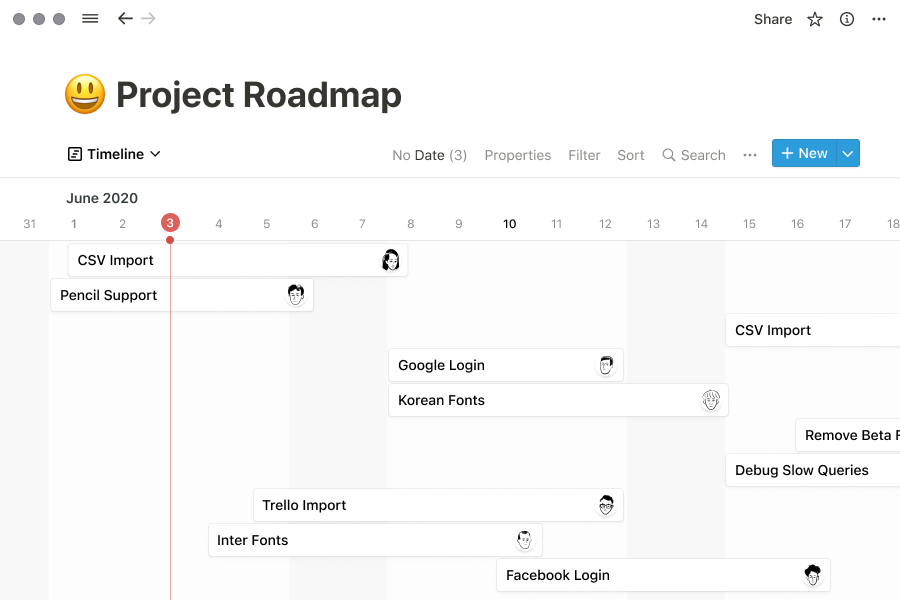 Share
Project Roadmap
Timeline No Date (3) Properties Filter Sort Search New
June 2020
31 1 2 3 4 5 6 7 8 9 10 11 12 13 14 15 16 17 18
CSV Import
Pencil Support
CSV Import
Google Login
Korean Fonts
Remove Beta F
Debug Slow Queries
Trello Import
Inter Fonts
Facebook Login